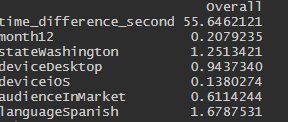 Overall
time_difference_second 55.6462121
month12 0.2079235
stateWashington 1.2513421
deviceDesktop 0.9437340
deviceiOS 0.1380274
audienceInMarket 0.6114244
languageSpanish 1.6787531